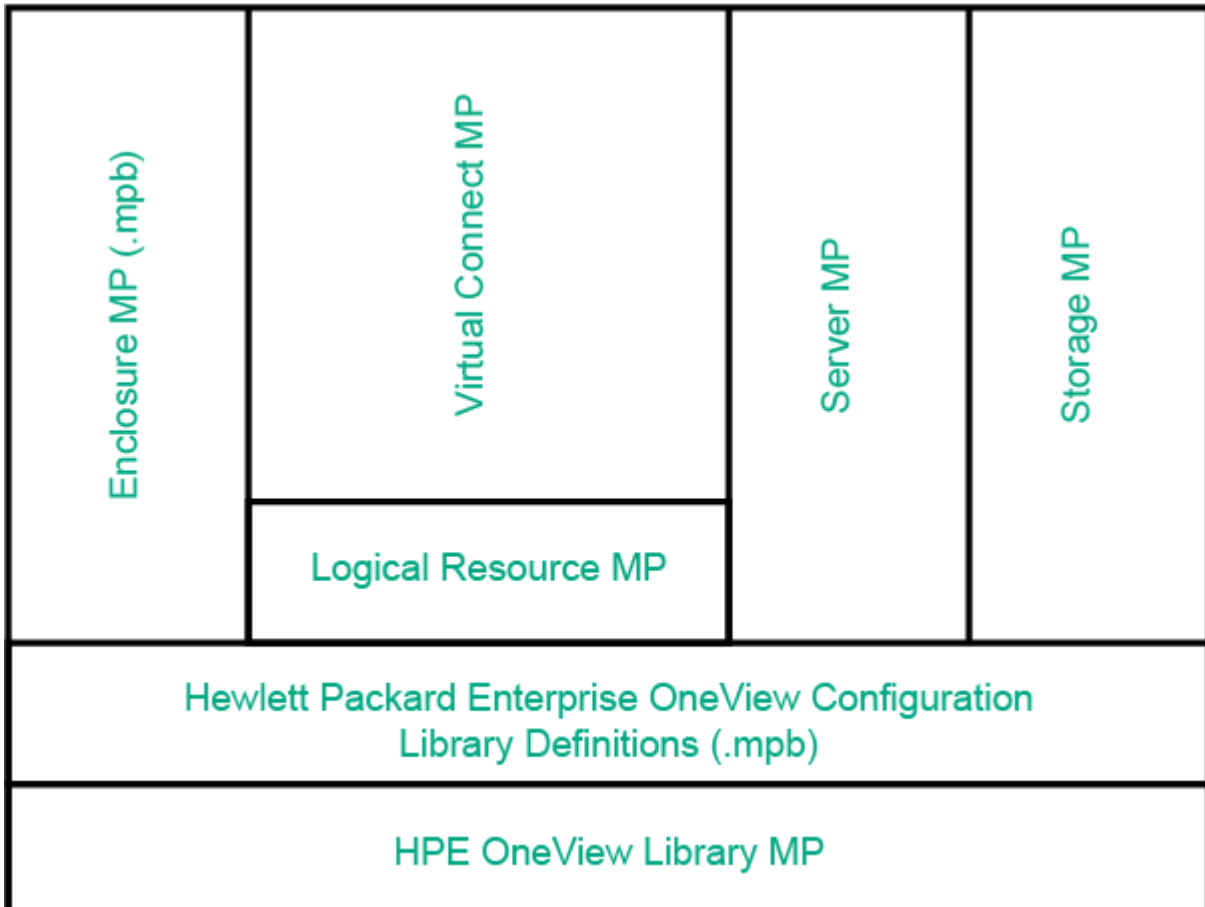 Enclosure MP (.mpb)
Virtual Connect MP
Server MP
Storage MP
Logical Resource MP
Hewlett Packard Enterprise OneView Configuration
Library Definitions (.mpb)
HPE OneView Library MP